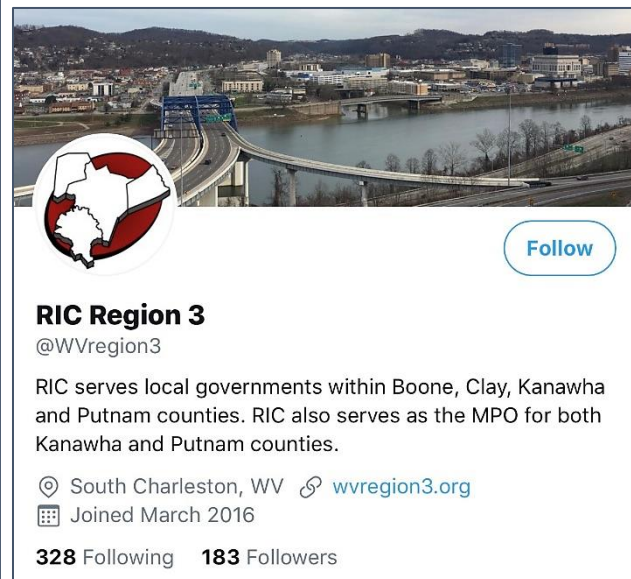 Follow
RIC Region 3
@WVregion3
RIC serves local governments within Boone, Clay, Kanawha
and Putnam counties. RIC also serves as the MPO for both
Kanawha and Putnam counties.
South Charleston, WV wvregion3.org
Joined March 2016
328 Following 183 Followers